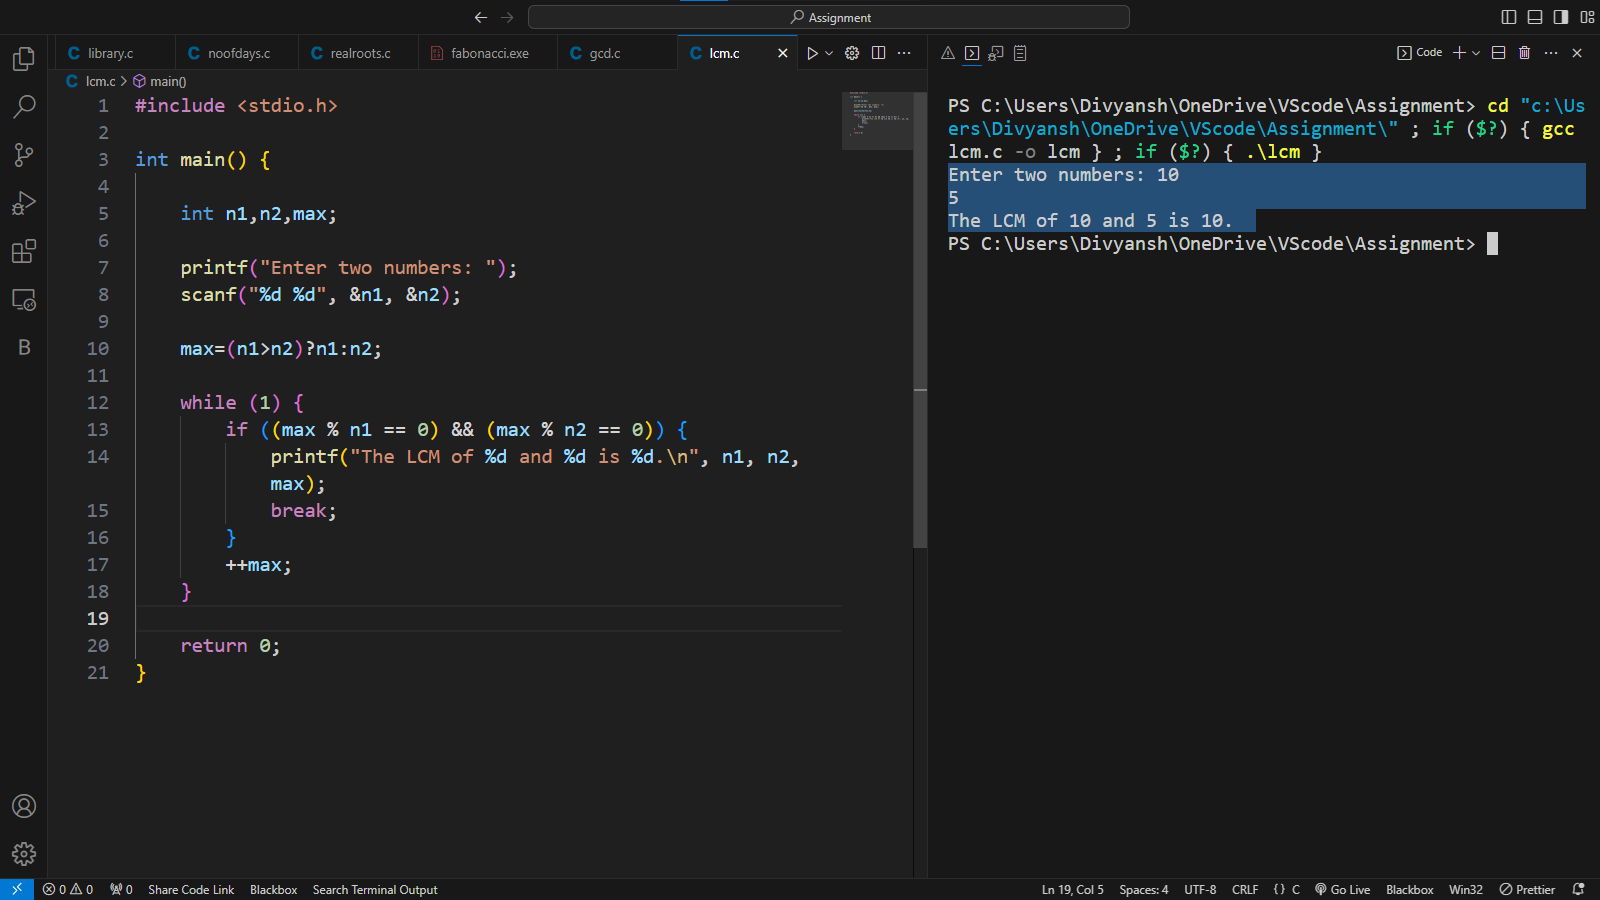 Assignment
library.c
noofdays.c
realroots.c
fabonacci.exe
gcd.c
lcm.c
Code
lcm.c > main()
1 #include <stdio.h>
2
3 int main() {
4
5 int n1,n2,max;
6
7 printf("Enter two numbers: ");
8 scanf("%d %d", &n1, &n2);
9
10 max=(n1>n2)?n1:n2;
11
12 while (1) {
13 if ((max % n1 == 0) && (max % n2 == 0)) {
14 printf("The LCM of %d and %d is %d.\n", n1, n2,
max);
15 break;
16 }
17 ++max;
18 }
19
20 return 0;
21 }
PS C:\Users\Divyansh\OneDrive\VScode\Assignment> cd "c:\Us
ers\Divyansh\OneDrive\VScode\Assignment\" ; if ($?) { gcc
lcm.c -o lcm } ; if ($?) { .\lcm }
Enter two numbers: 10
5
The LCM of 10 and 5 is 10.
PS C:\Users\Divyansh\OneDrive\VScode\Assignment>
B
0 0 0 Share Code Link Blackbox Search Terminal Output Ln 19, Col 5 Spaces: 4 UTF-8 CRLF {} C Go Live Blackbox Win32 Prettier